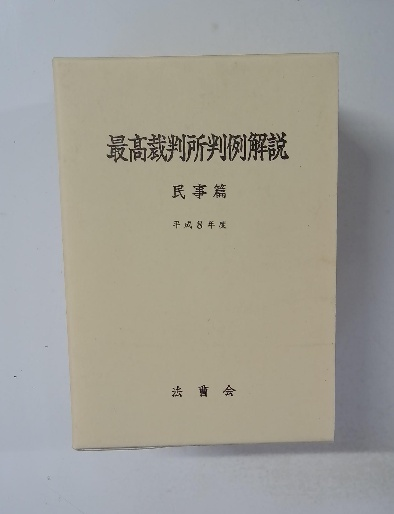 最高裁判所判例解説
民事篇
平成8年度
法曹会